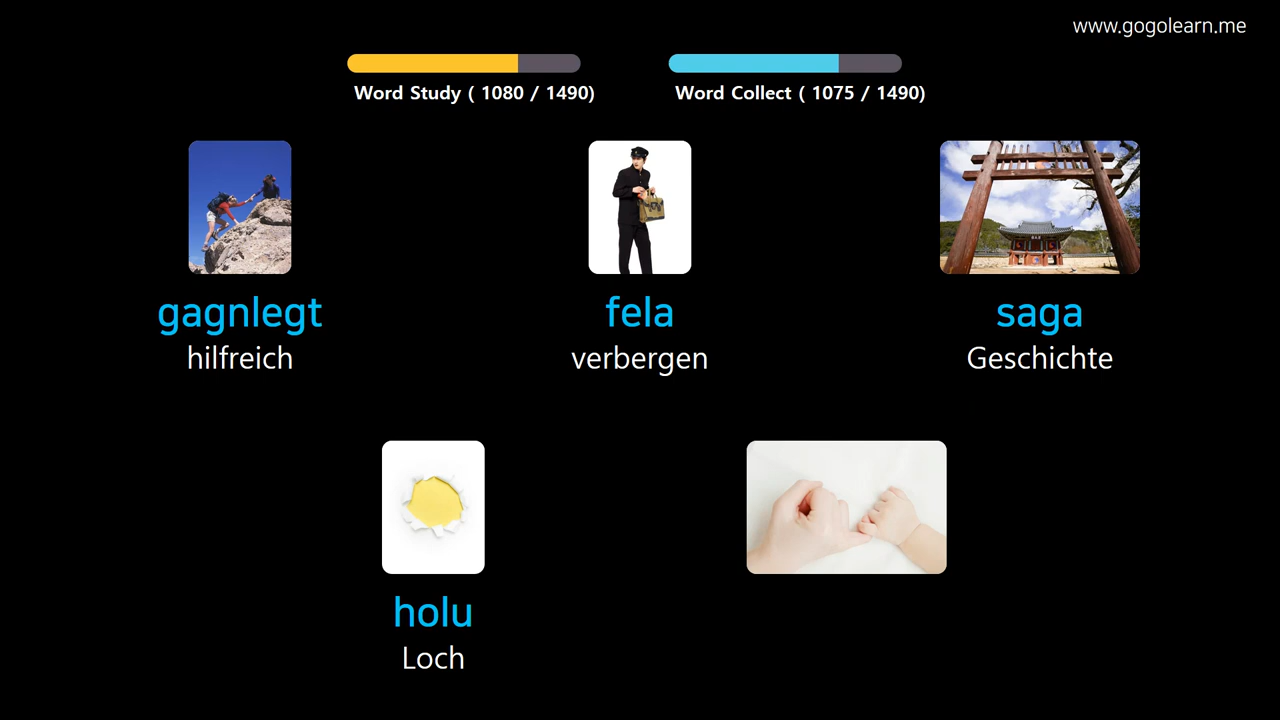 www.gogolearn.me
Word Study ( 1080 / 1490)
Word Collect ( 1075 / 1490)
gagnlegt
hilfreich
fela
verbergen
saga
Geschichte
holu
Loch